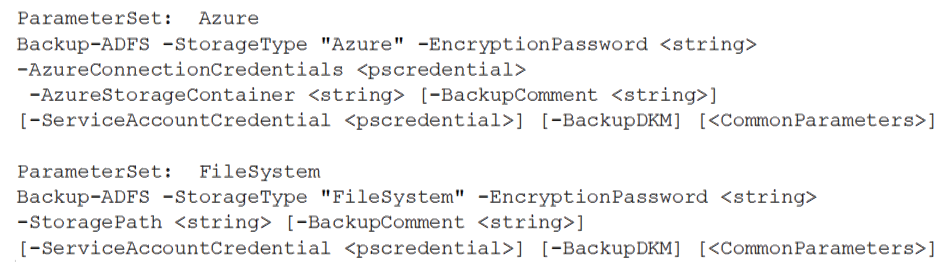 ParameterSet:  Azure
Backup-ADFS -StorageType "Azure" -EncryptionPassword <string>
-AzureConnectionCredentials <pscredential>
-AzureStorageContainer <string> [-BackupComment <string>]
[-ServiceAccountCredential <pscredential>] [-BackupDKM] [<CommonParameters>]
ParameterSet:  FileSystem
Backup-ADFS -StorageType "FileSystem" -EncryptionPassword <string>
-StoragePath <string> [-BackupComment <string>]
[-ServiceAccountCredential <pscredential>] [-BackupDKM] [<CommonParameters>]